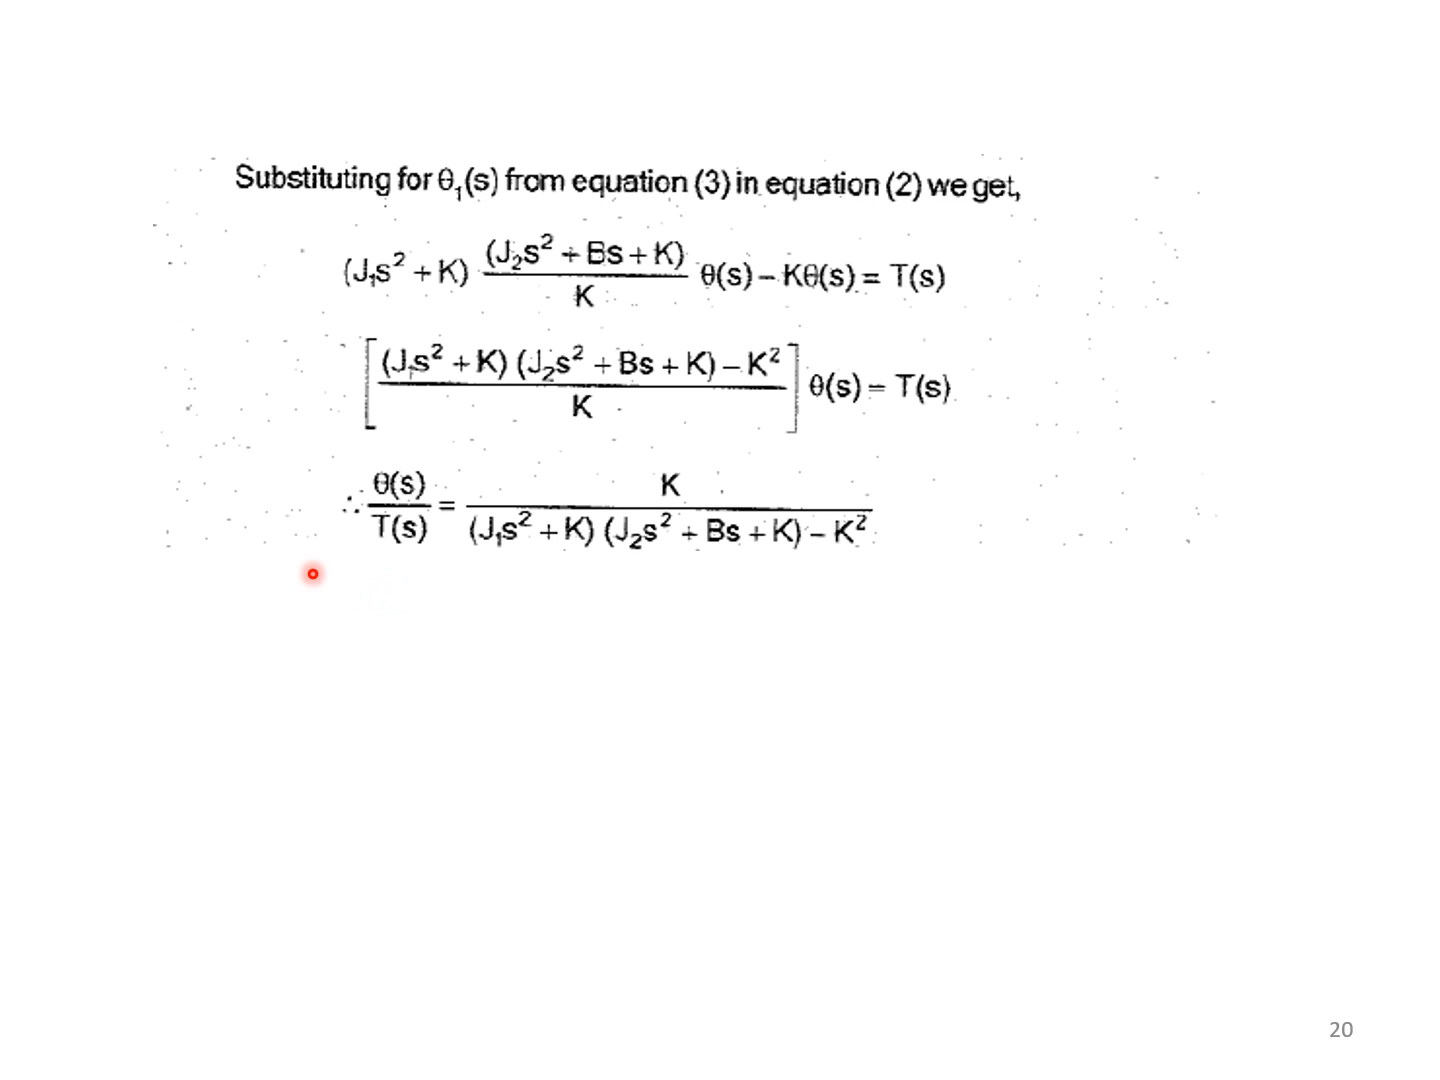 Substituting for θ₁(s) from equation (3) in equation (2) we get,
(J₁s² + K) (J₂s² + Bs + K) / K θ(s) – Kθ(s) = T(s)
[(J₁s² + K) (J₂s² + Bs + K) – K² / K] θ(s) = T(s)
∴ θ(s) / T(s) = K / (J₁s² + K) (J₂s² + Bs + K) – K²
20